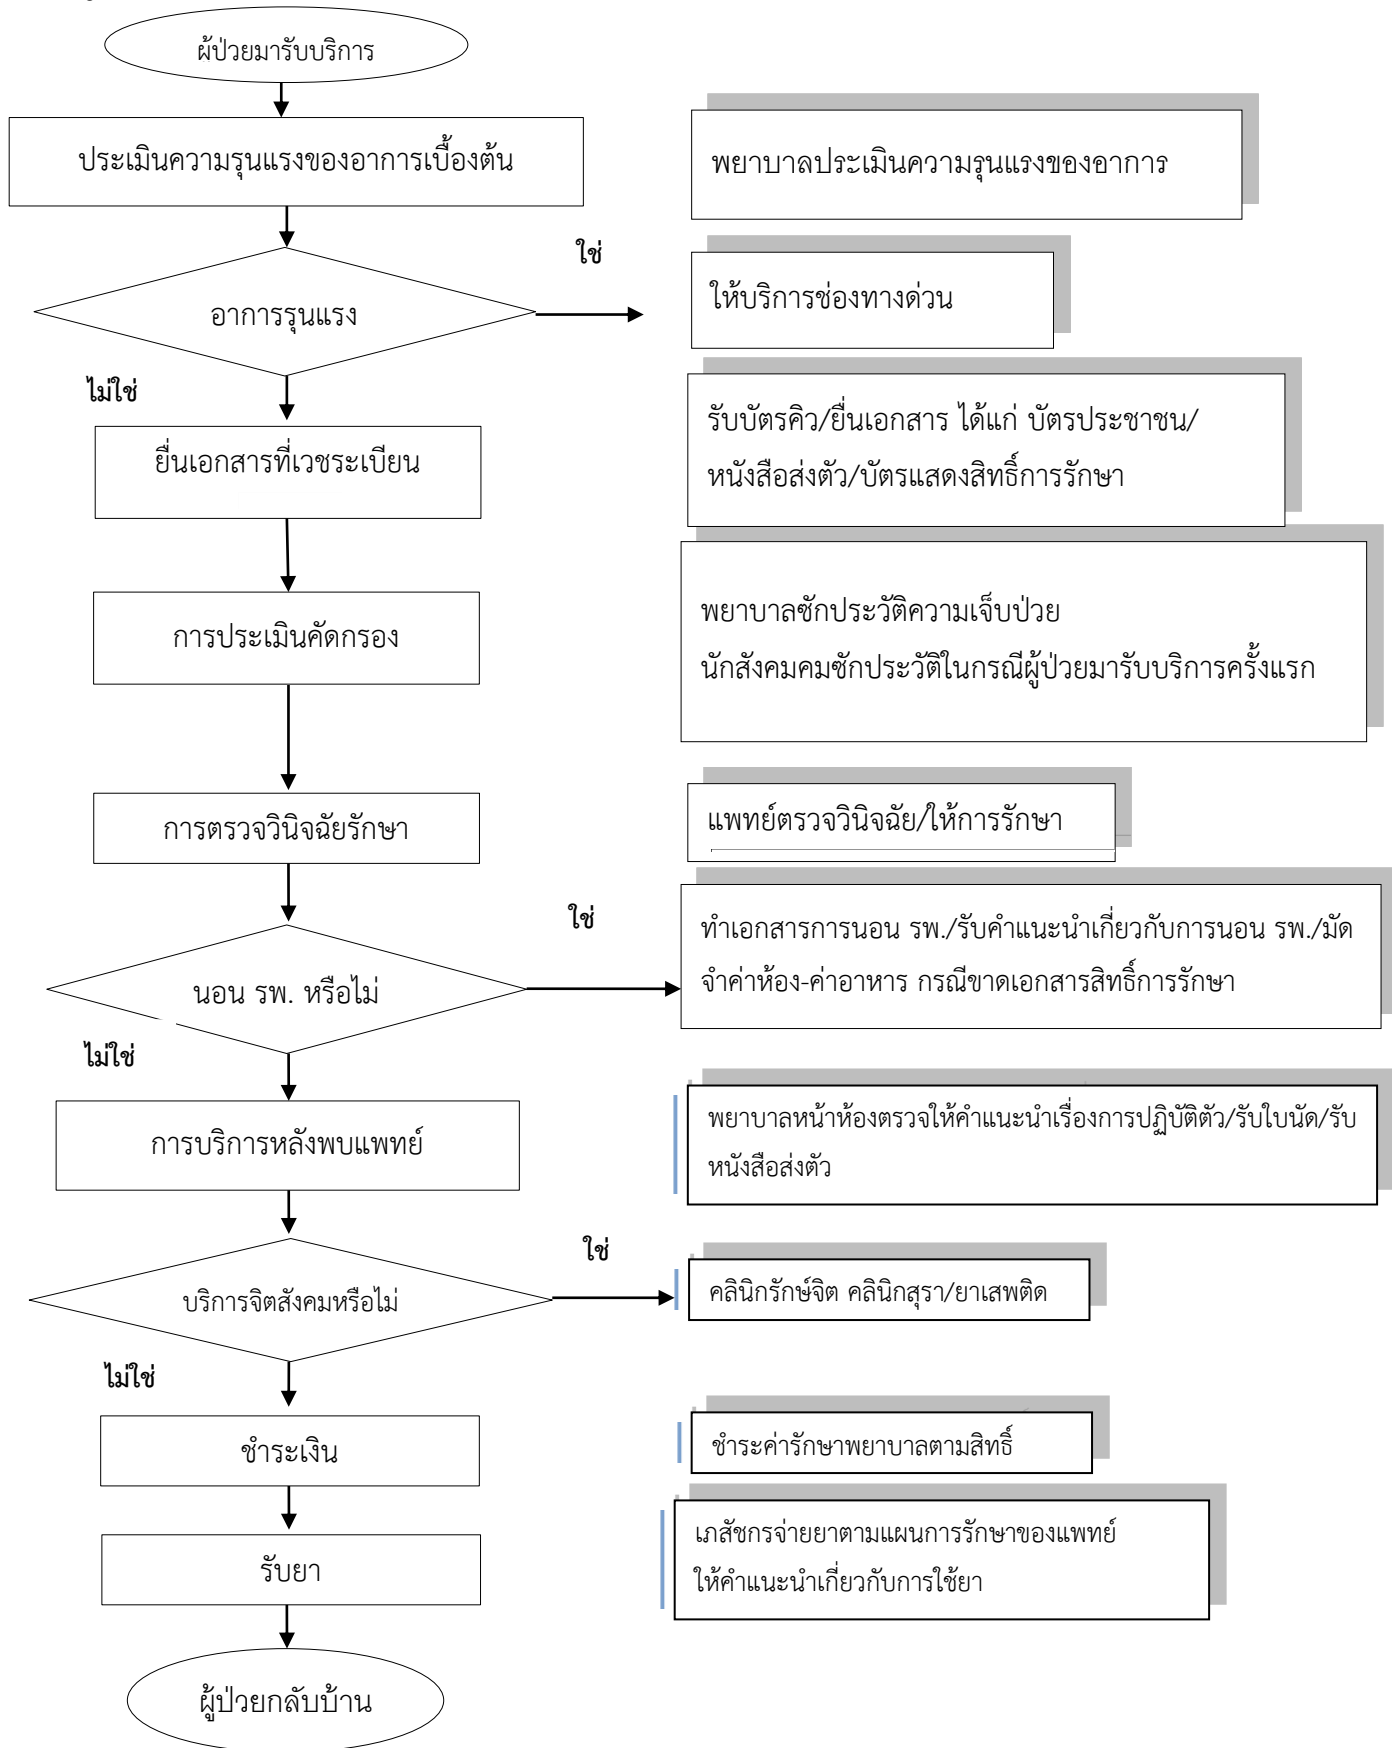 ผู้ป่วยมารับบริการ
ประเมินความรุนแรงของอาการเบื้องต้น
พยาบาลประเมินความรุนแรงของอาการ
อาการรุนแรง
ใช่
ให้บริการช่องทางด่วน
ไม่ใช่
ยื่นเอกสารที่เวชระเบียน
รับบัตรคิว/ยื่นเอกสาร ได้แก่ บัตรประชาชน/
หนังสือส่งตัว/บัตรแสดงสิทธิ์การรักษา
การประเมินคัดกรอง
พยาบาลซักประวัติความเจ็บป่วย
นักสังคมคมซักประวัติในกรณีผู้ป่วยมารับบริการครั้งแรก
การตรวจวินิจฉัยรักษา
แพทย์ตรวจวินิจฉัย/ให้การรักษา
นอน รพ. หรือไม่
ใช่
ทำเอกสารการนอน รพ./รับคำแนะนำเกี่ยวกับการนอน รพ./มัด
จำค่าห้อง-ค่าอาหาร กรณีขาดเอกสารสิทธิ์การรักษา
ไม่ใช่
การบริการหลังพบแพทย์
พยาบาลหน้าห้องตรวจให้คำแนะนำเรื่องการปฏิบัติตัว/รับใบนัด/รับ
หนังสือส่งตัว
บริการจิตสังคมหรือไม่
ใช่
คลินิกรักษ์จิต คลินิกสุรา/ยาเสพติด
ไม่ใช่
ชำระเงิน
ชำระค่ารักษาพยาบาลตามสิทธิ์
รับยา
เภสัชกรจ่ายยาตามแผนการรักษาของแพทย์
ให้คำแนะนำเกี่ยวกับการใช้ยา
ผู้ป่วยกลับบ้าน